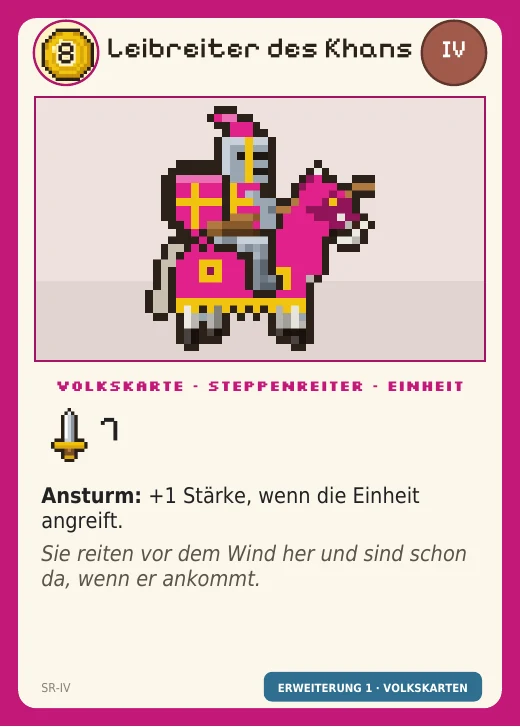 8 Leibreiter des Khans IV
VOLKSKARTE - STEPPENREITER - EINHEIT
7
Ansturm: +1 Stärke, wenn die Einheit
angreift.
Sie reiten vor dem Wind her und sind schon
da, wenn er ankommt.
SR-IV
ERWEITERUNG 1 · VOLKSKARTEN